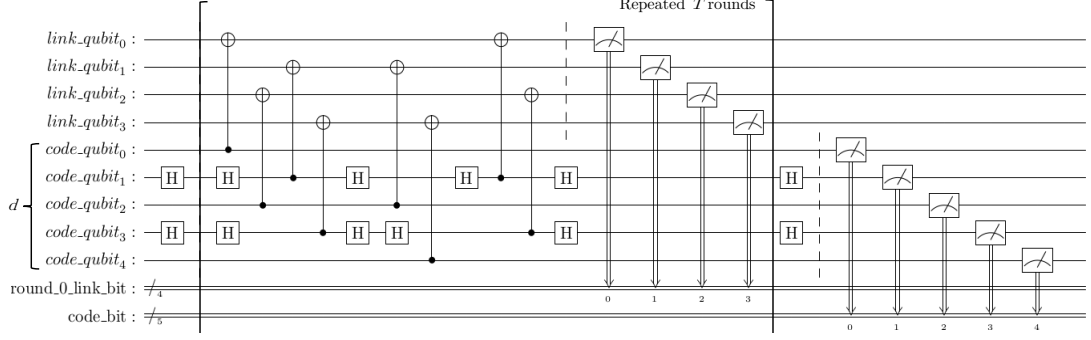 Repeated T rounds
link_qubit0 :
link_qubit1 :
link_qubit2 :
link_qubit3 :
code_qubit0 :
H H H H H H
code_qubit1 :
code_qubit2 :
H
d
code_qubit3 :
H H H H H
code_qubit4 :
round_0_link_bit : 4
0 1 2 3
code_bit : 5
0 1 2 3 4